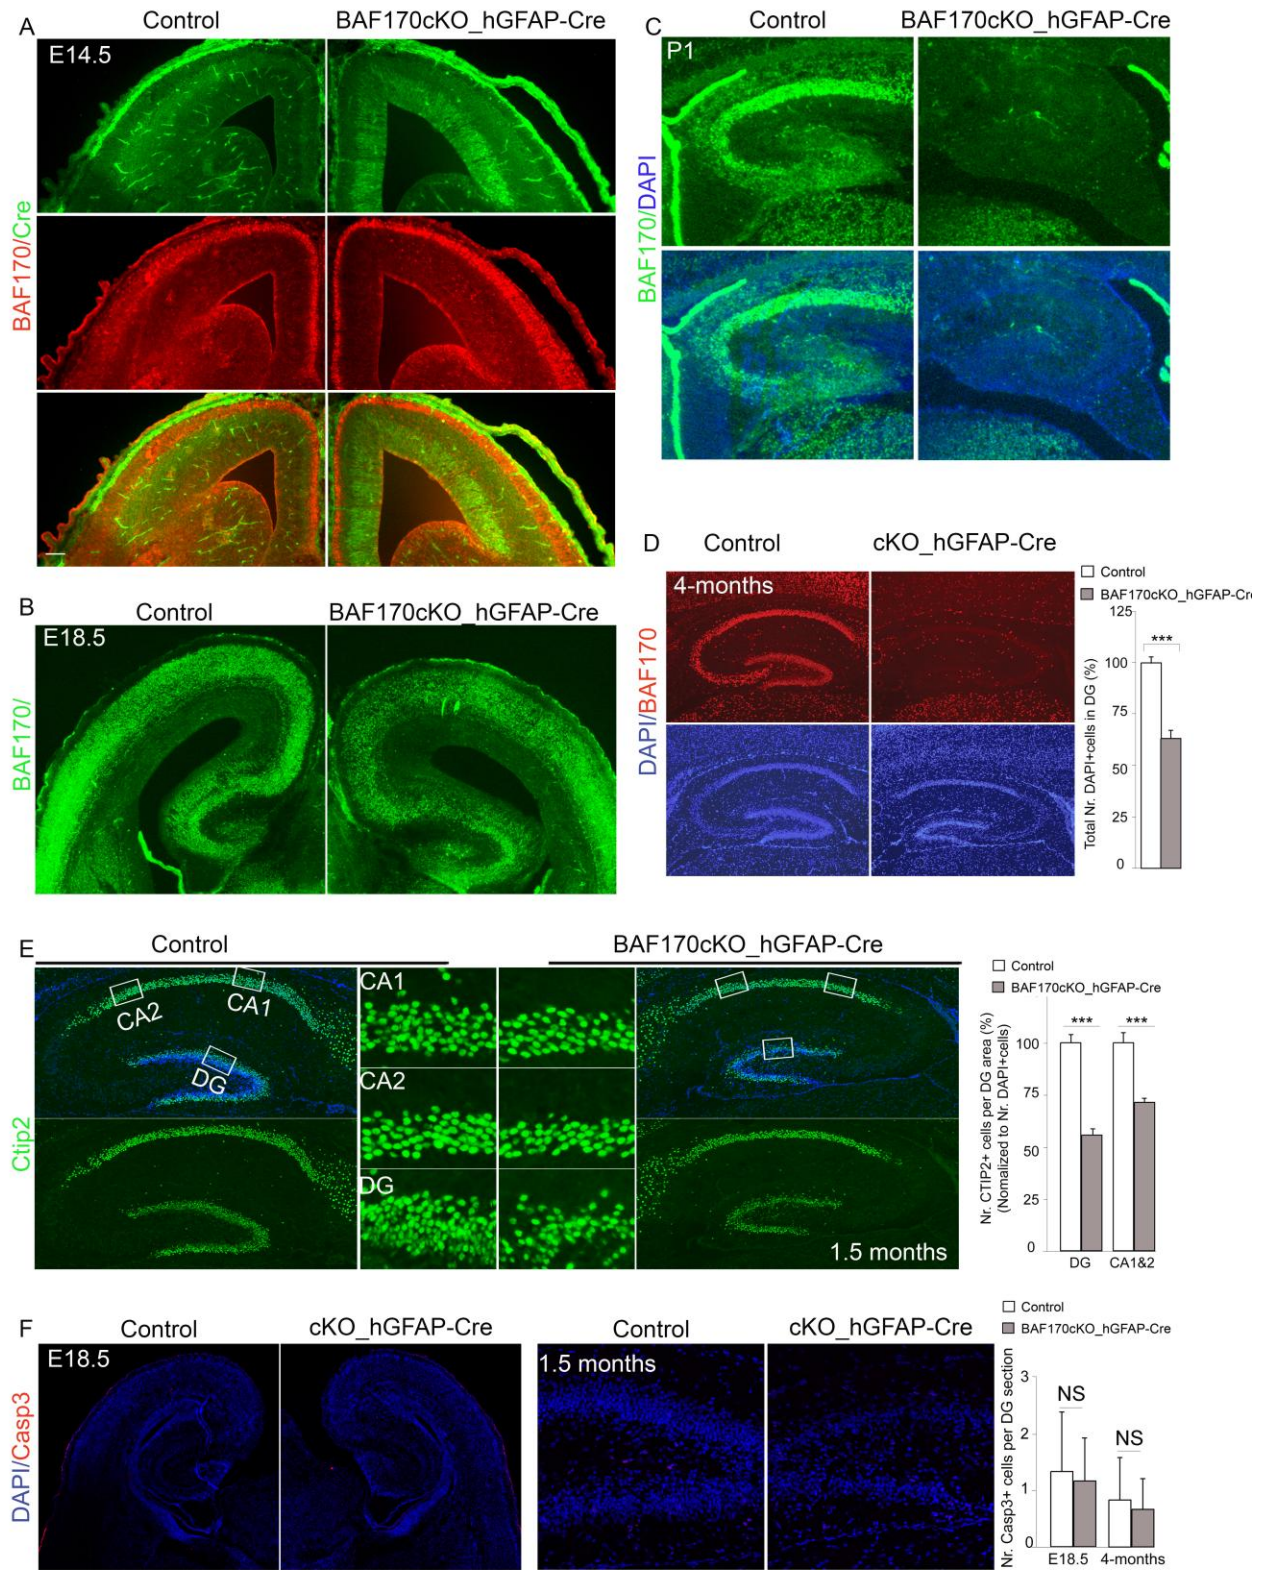 A
Control
BAF170cKO_hGFAP-Cre
E14.5
BAF170/Cre
B
Control
BAF170cKO_hGFAP-Cre
E18.5
BAF170/
C
Control
BAF170cKO_hGFAP-Cre
P1
BAF170/DAPI
D
Control
cKO_hGFAP-Cre
4-months
DAPI/BAF170
Control
BAF170cKO_hGFAP-Cr
Total Nr. DAPI+cells in DG (%)
125
100
75
50
25
0
***
E
Control
BAF170cKO_hGFAP-Cre
Ctip2
CA2
CA1
DG
CA1
CA2
DG
1.5 months
Control
BAF170cKO_hGFAP-Cre
Nr. CTIP2+ cells per DG area (%)
(Nomalized to Nr. DAPI+cells)
100
75
50
25
0
***
***
DG
CA1&2
F
Control
cKO_hGFAP-Cre
E18.5
DAPI/Casp3
Control
cKO_hGFAP-Cre
1.5 months
Control
BAF170cKO_hGFAP-Cre
Nr. Casp3+ cells per DG section
3
2
1
0
NS
NS
E18.5
4-months